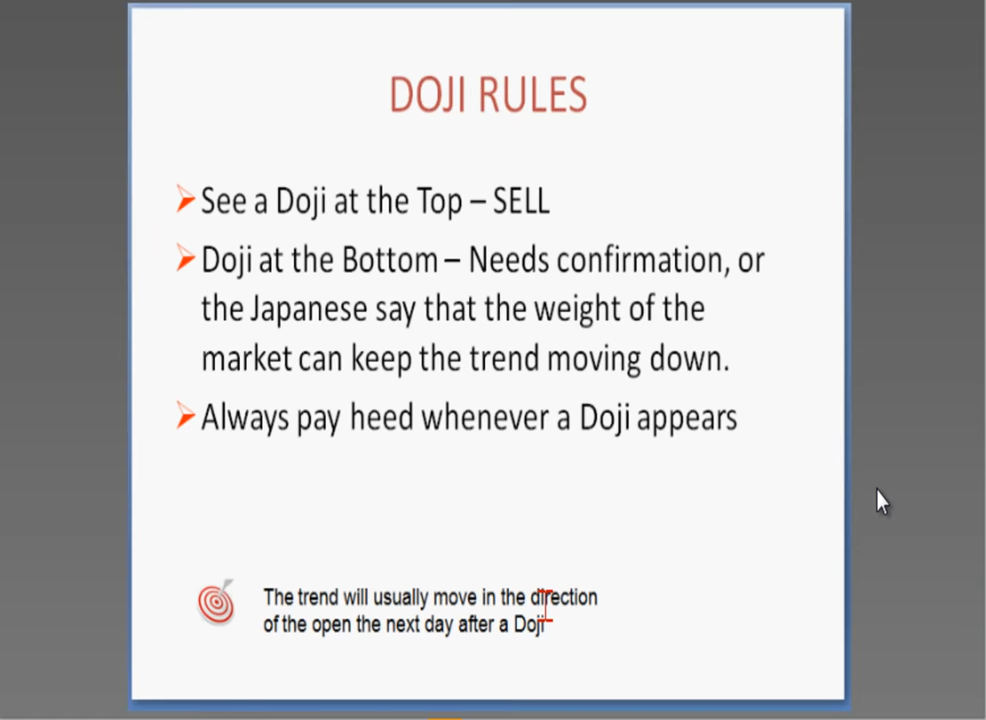 DOJI RULES
See a Doji at the Top – SELL
Doji at the Bottom – Needs confirmation, or
the Japanese say that the weight of the
market can keep the trend moving down.
Always pay heed whenever a Doji appears
The trend will usually move in the direction
of the open the next day after a Doji